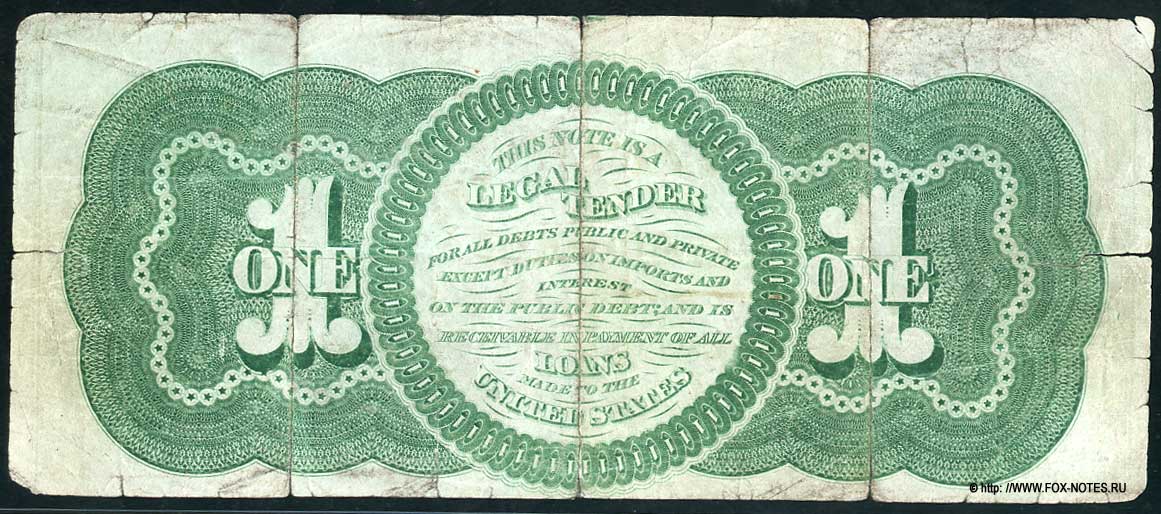 THIS NOTE IS A
LEGAL TENDER
FOR ALL DEBTS PUBLIC AND PRIVATE
EXCEPT DUTIES ON IMPORTS AND
INTEREST
ON THE PUBLIC DEBT; AND IS
RECEIVABLE IN PAYMENT OF ALL
LOANS
MADE TO THE
UNITED STATES
1
ONE
1
ONE
© http: //WWW.FOX-NOTES.RU